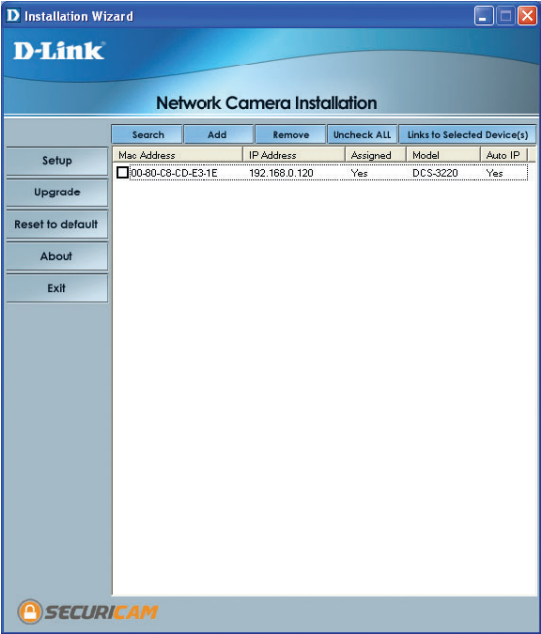 D Installation Wizard
D-Link
Network Camera Installation
Search Add Remove Uncheck ALL Links to Selected Device(s)
Mac Address IP Address Assigned Model Auto IP
00-80-C8-CD-E3-1E 192.168.0.120 Yes DCS-3220 Yes
Setup
Upgrade
Reset to default
About
Exit
SECURICAM